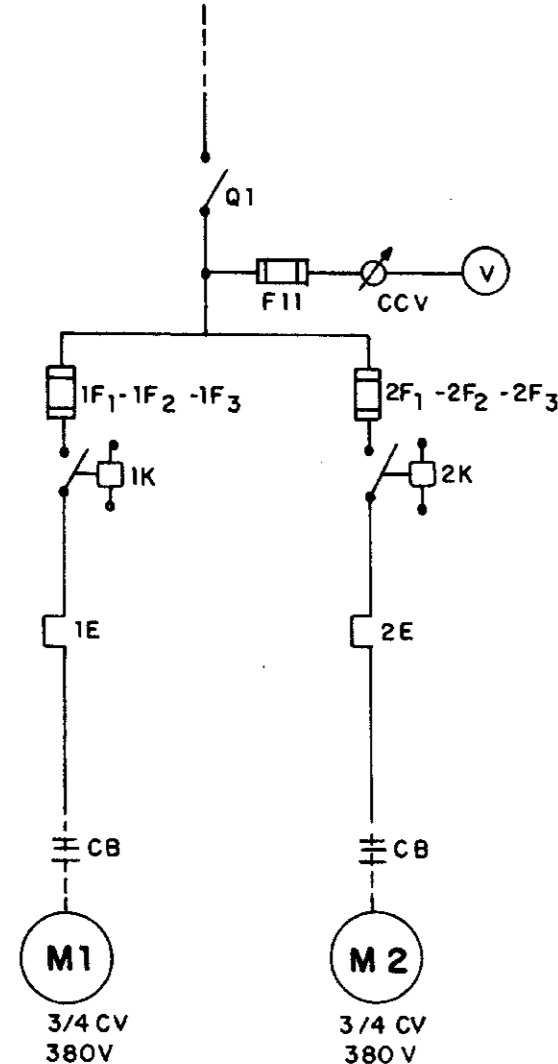 Q1
F11
CCV
V
1F1-1F2 -1F3
2F1 -2F2 -2F3
1K
2K
1E
2E
CB
CB
M1
M 2
3/4 CV
380V
3/4 CV
380 V